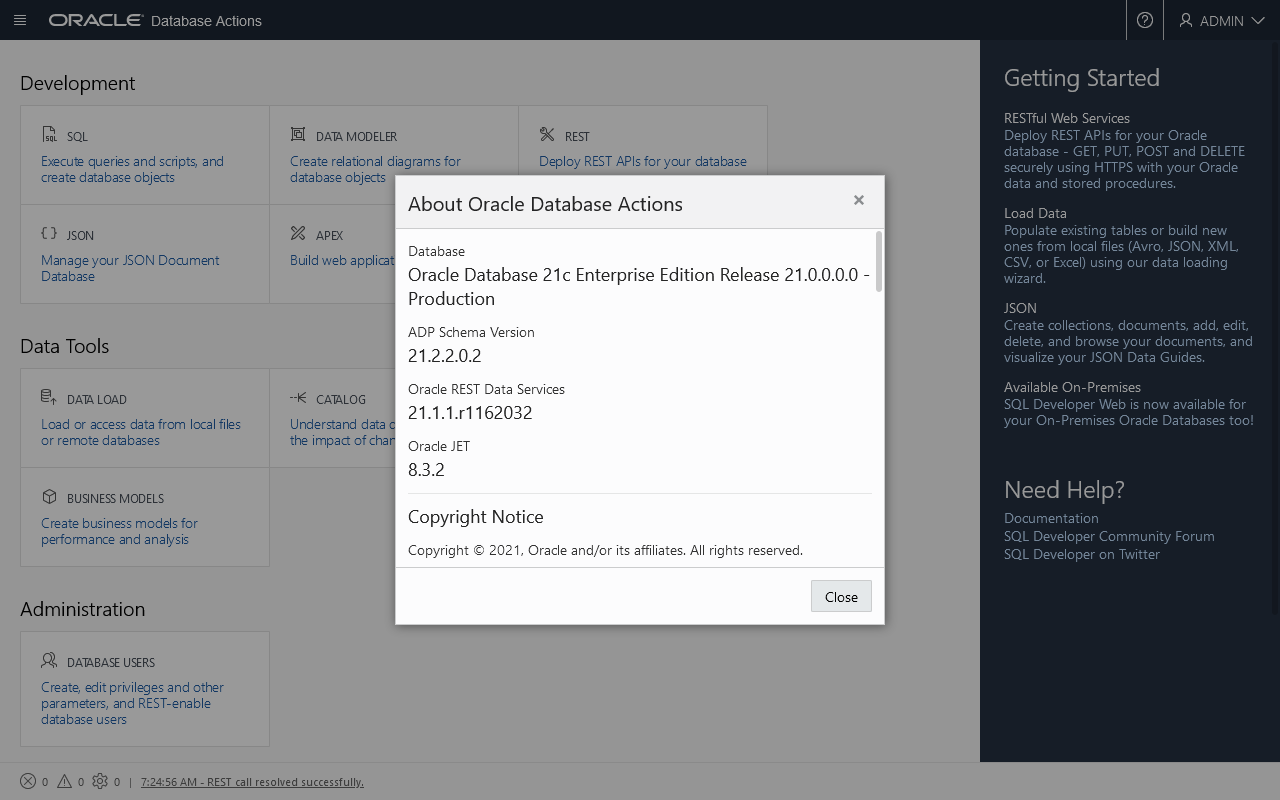 ORACLE Database Actions
ADMIN
Development
SQL
Execute queries and scripts, and
create database objects
DATA MODELER
Create relational diagrams for
database objects
REST
Deploy REST APIs for your database
JSON
Manage your JSON Document
Database
APEX
Build web applicat
Data Tools
DATA LOAD
Load or access data from local files
or remote databases
CATALOG
Understand data d
the impact of chan
BUSINESS MODELS
Create business models for
performance and analysis
Administration
DATABASE USERS
Create, edit privileges and other
parameters, and REST-enable
database users
About Oracle Database Actions
Database
Oracle Database 21c Enterprise Edition Release 21.0.0.0.0 -
Production
ADP Schema Version
21.2.2.0.2
Oracle REST Data Services
21.1.1.r1162032
Oracle JET
8.3.2
Copyright Notice
Copyright © 2021, Oracle and/or its affiliates. All rights reserved.
Close
Getting Started
RESTful Web Services
Deploy REST APIs for your Oracle
database - GET, PUT, POST and DELETE
securely using HTTPS with your Oracle
data and stored procedures.
Load Data
Populate existing tables or build new
ones from local files (Avro, JSON, XML,
CSV, or Excel) using our data loading
wizard.
JSON
Create collections, documents, add, edit,
delete, and browse your documents, and
visualize your JSON Data Guides.
Available On-Premises
SQL Developer Web is now available for
your On-Premises Oracle Databases too!
Need Help?
Documentation
SQL Developer Community Forum
SQL Developer on Twitter
0 0 0 | 7:24:56 AM - REST call resolved successfully.